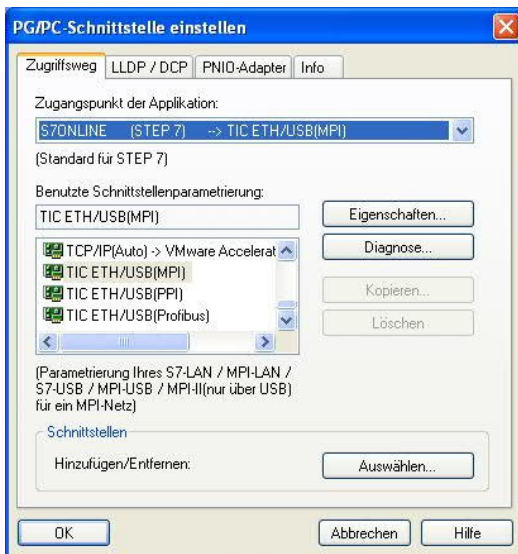 PG/PC-Schnittstelle einstellen
Zugriffsweg LLDP / DCP PNIO-Adapter Info
Zugangspunkt der Applikation:
S7ONLINE (STEP 7) --> TIC ETH/USB(MPI)
(Standard für STEP 7)
Benutzte Schnittstellenparametrierung:
TIC ETH/USB(MPI)
Eigenschaften...
TCP/IP(Auto) -> VMware Accelerat
Diagnose...
TIC ETH/USB(MPI)
TIC ETH/USB(PPI)
Kopieren...
TIC ETH/USB(Profibus)
Löschen
(Parametrierung Ihres S7-LAN / MPI-LAN /
S7-USB / MPI-USB / MPI-II(nur über USB)
für ein MPI-Netz)
Schnittstellen
Hinzufügen/Entfernen:
Auswählen...
OK
Abbrechen
Hilfe